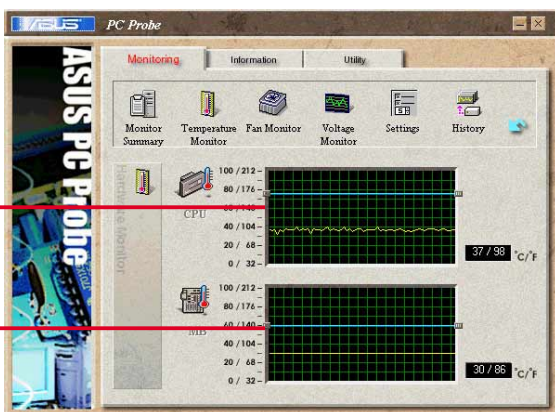 ASUS
PC Probe
ASUS PC Probe
Monitoring
Information
Utility
Monitor
Summary
Temperature
Monitor
Fan Monitor
Voltage
Monitor
Settings
History
Hardware Monitor
CPU
100 / 212
80 / 176
60 / 140
40 / 104
20 / 68
0 / 32
37 / 98 °C/°F
MB
100 / 212
80 / 176
60 / 140
40 / 104
20 / 68
0 / 32
30 / 86 °C/°F